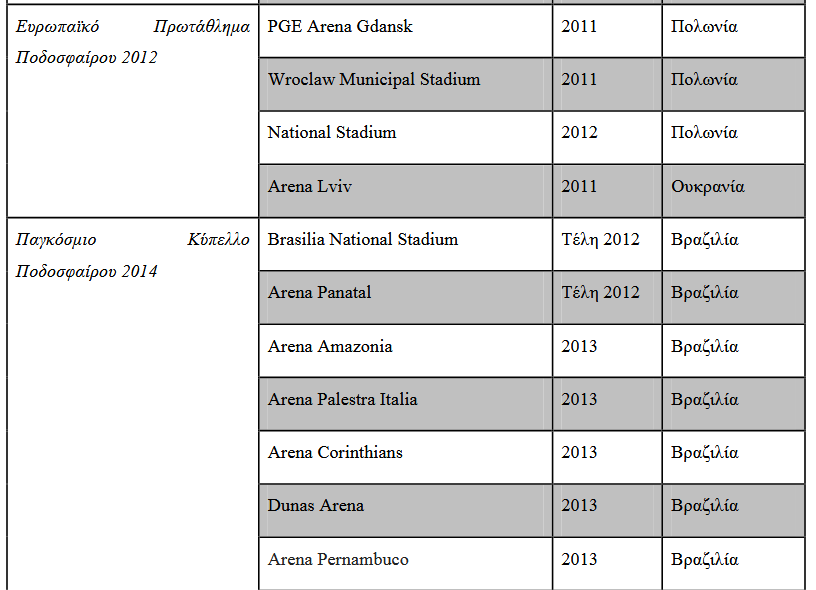 Ευρωπαϊκό Πρωτάθλημα PGE Arena Gdansk 2011 Πολωνία
Ποδοσφαίρου 2012
Wroclaw Municipal Stadium 2011 Πολωνία
National Stadium 2012 Πολωνία
Arena Lviv 2011 Ουκρανία
Παγκόσμιο Κύπελλο Brasilia National Stadium Τέλη 2012 Βραζιλία
Ποδοσφαίρου 2014
Arena Panatal Τέλη 2012 Βραζιλία
Arena Amazonia 2013 Βραζιλία
Arena Palestra Italia 2013 Βραζιλία
Arena Corinthians 2013 Βραζιλία
Dunas Arena 2013 Βραζιλία
Arena Pernambuco 2013 Βραζιλία